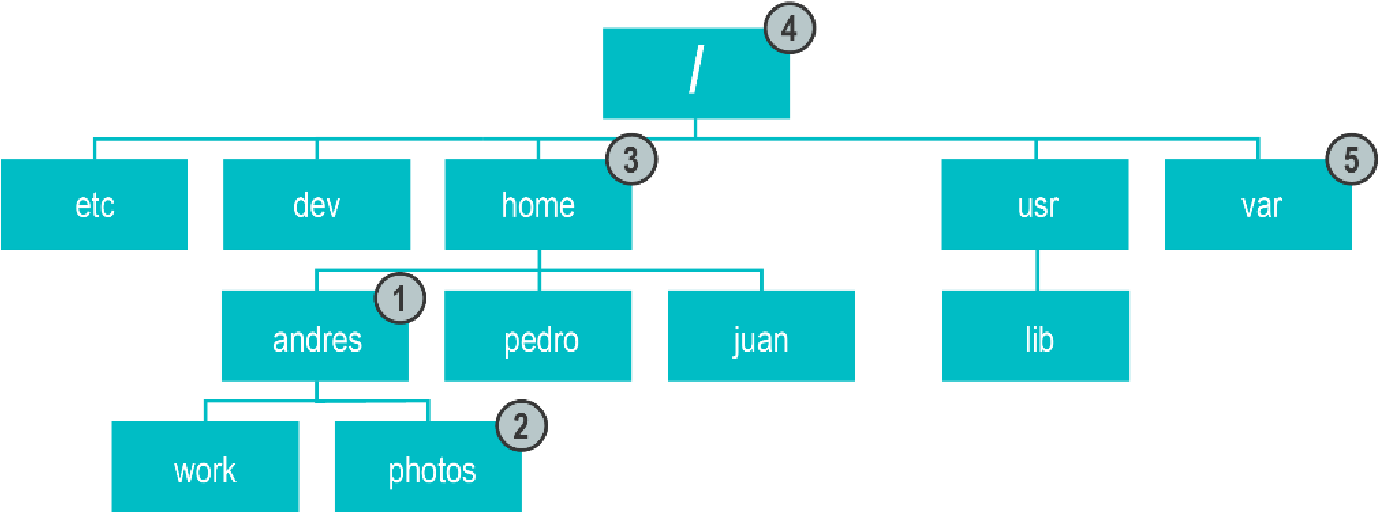 /
4
etc
dev
home
3
usr
var
5
andres
1
pedro
juan
lib
work
photos
2